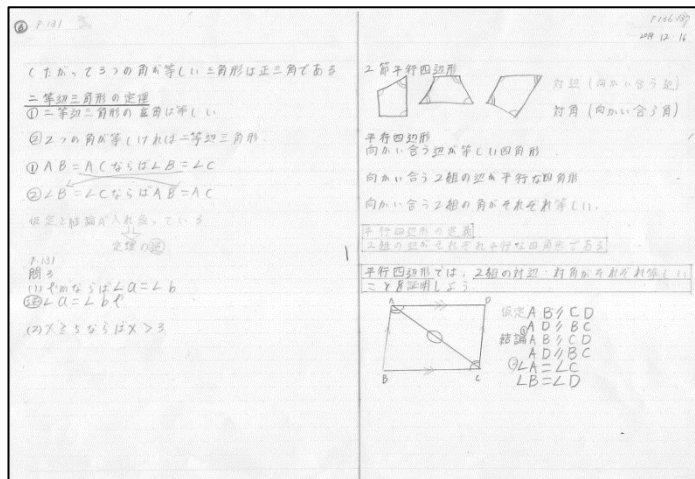 P.131
したがって3つの角が等しい三角形は正三角である
二等辺三角形の定理
①二等辺三角形の底角は等しい
②2つの角が等しければ二等辺三角形.
①AB=ACならば∠B=∠C
②∠B=∠CならばAB=AC
仮定と結論が入れ変っている
定理の逆
P.131
問3
ならば∠a=∠b
逆∠a=∠b
(2)x≧5ならばx>3
2019 12 16
2節平行四辺形
対辺(向かい合う辺)
対角(向かい合う角)
平行四辺形
向かい合う辺が等しい四角形
向かい合う2組の辺が平行な四角形
向かい合う2組の角がそれぞれ等しい。
平行四辺形の定義
2組の辺がそれぞれ平行な四角形である
平行四辺形では、2組の対辺・対角がそれぞれ等しい
ことを証明しよう
A D
B C
仮定AB∥CD
AD∥BC
結論①AB∥CD
AD∥BC
②∠A=∠C
∠B=∠D